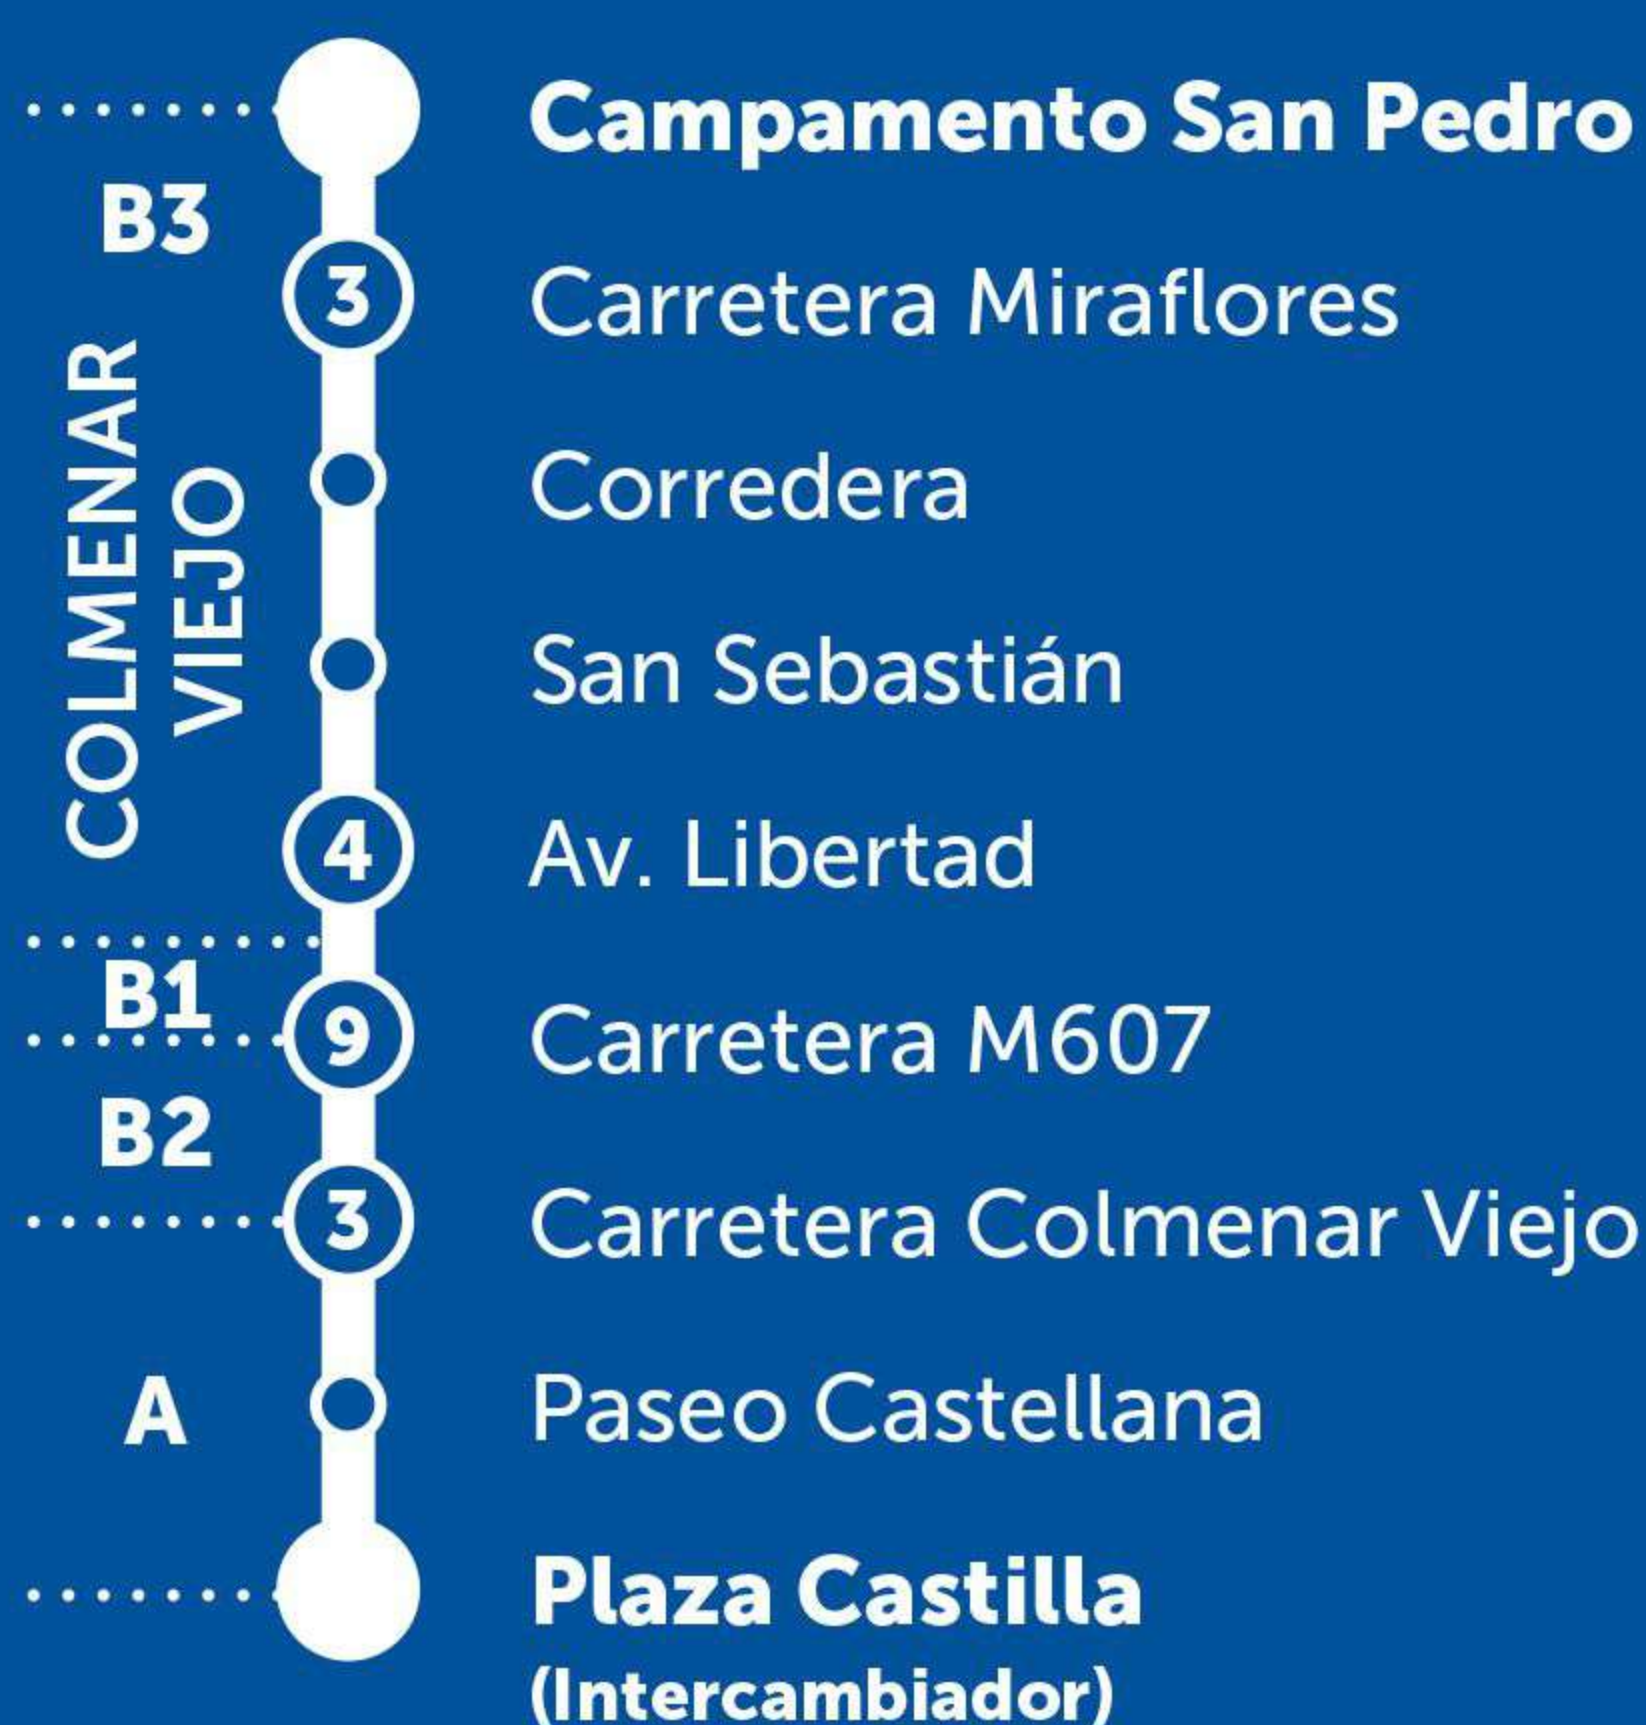 Campamento San Pedro
B3
3
Carretera Miraflores
COLMENAR
VIEJO
Corredera
San Sebastián
4
Av. Libertad
B1
9
Carretera M607
B2
3
Carretera Colmenar Viejo
A
Paseo Castellana
Plaza Castilla
(Intercambiador)